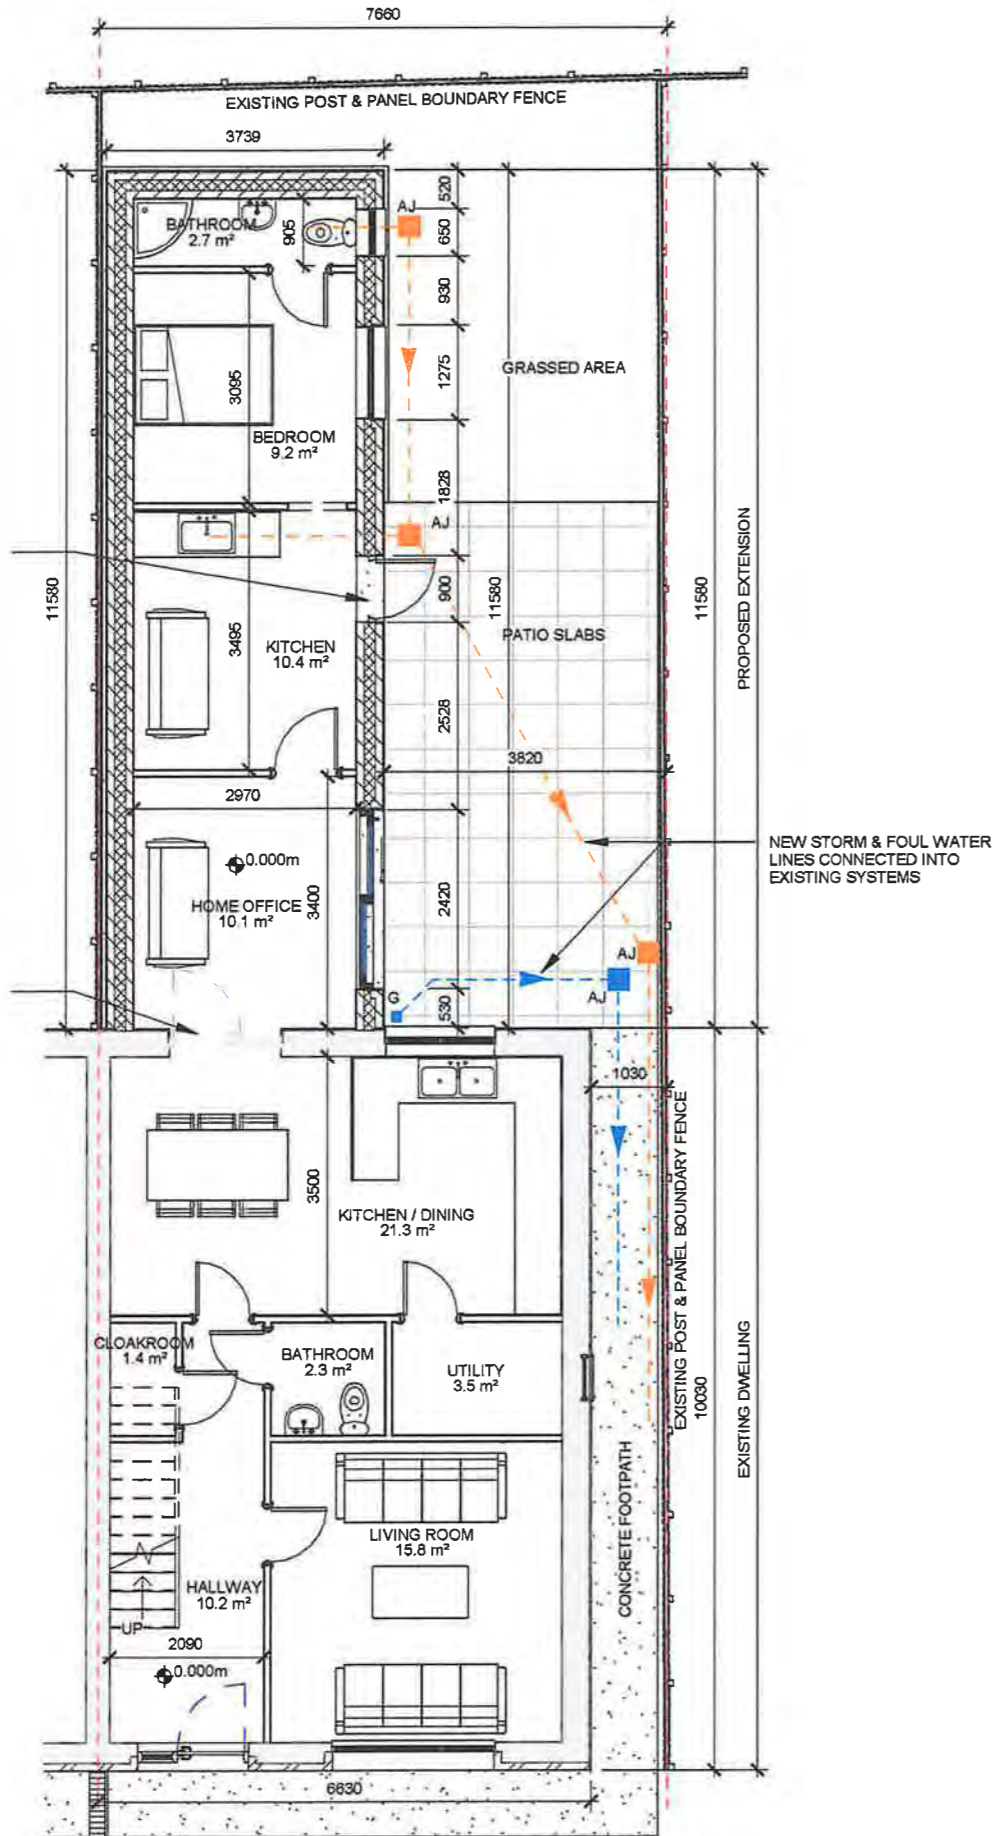 7660
EXISTING POST & PANEL BOUNDARY FENCE
3739
520
AJ
BATHROOM
2.7 m²
905
650
930
GRASSED AREA
1275
3095
BEDROOM
9.2 m²
1828
AJ
11580
900
11580
11580
PROPOSED EXTENSION
PATIO SLABS
3495
KITCHEN
10.4 m²
2528
3820
2970
NEW STORM & FOUL WATER
LINES CONNECTED INTO
EXISTING SYSTEMS
0.000m
HOME OFFICE
10.1 m²
3400
2420
AJ
AJ
G
530
1030
EXISTING POST & PANEL BOUNDARY FENCE
3500
KITCHEN / DINING
21.3 m²
CLOAKROOM
1.4 m²
BATHROOM
2.3 m²
UTILITY
3.5 m²
10030
EXISTING DWELLING
CONCRETE FOOTPATH
LIVING ROOM
15.8 m²
HALLWAY
10.2 m²
UP
2090
0.000m
6630